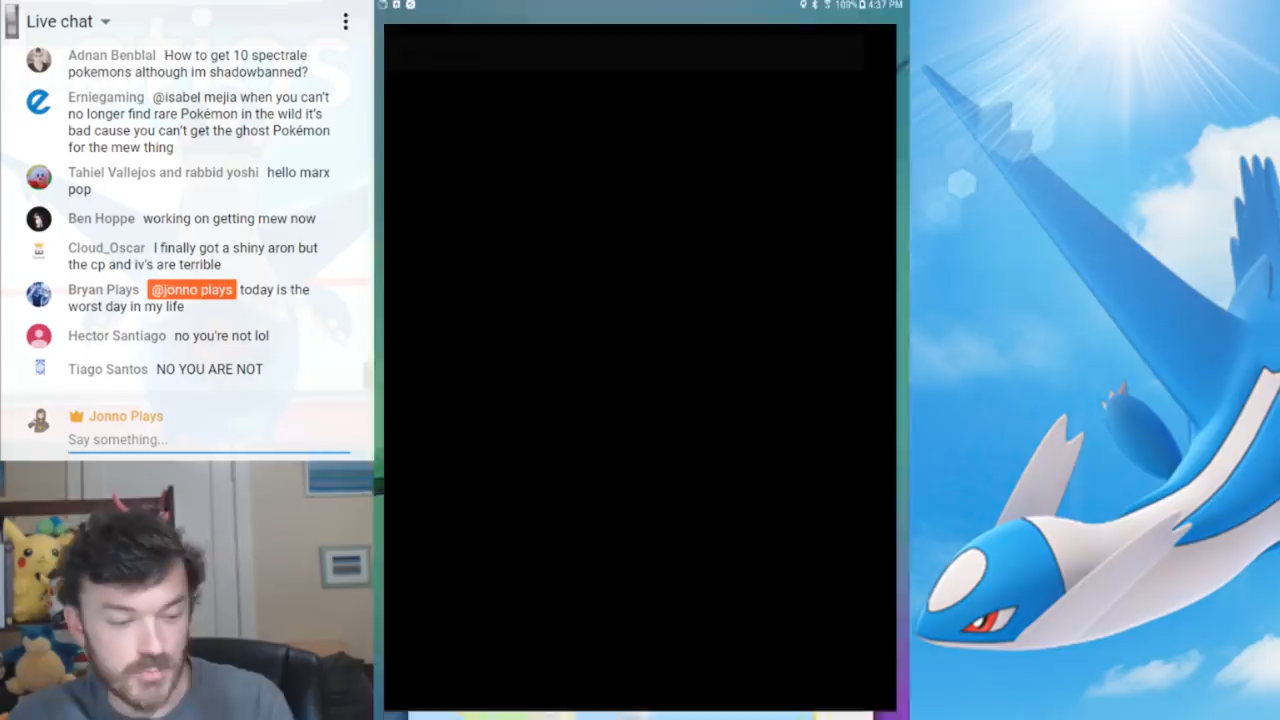 108% 4:37 PM
Live chat
Adnan Benblal How to get 10 spectrale
pokemons although im shadowbanned?
Erniegaming @isabel mejia when you can't
no longer find rare Pokémon in the wild it's
bad cause you can't get the ghost Pokémon
for the mew thing
Tahiel Vallejos and rabbid yoshi hello marx
pop
Ben Hoppe working on getting mew now
Cloud_Oscar I finally got a shiny aron but
the cp and iv's are terrible
Bryan Plays @jonno plays today is the
worst day in my life
Hector Santiago no you're not lol
Tiago Santos NO YOU ARE NOT
Jonno Plays
Say something...